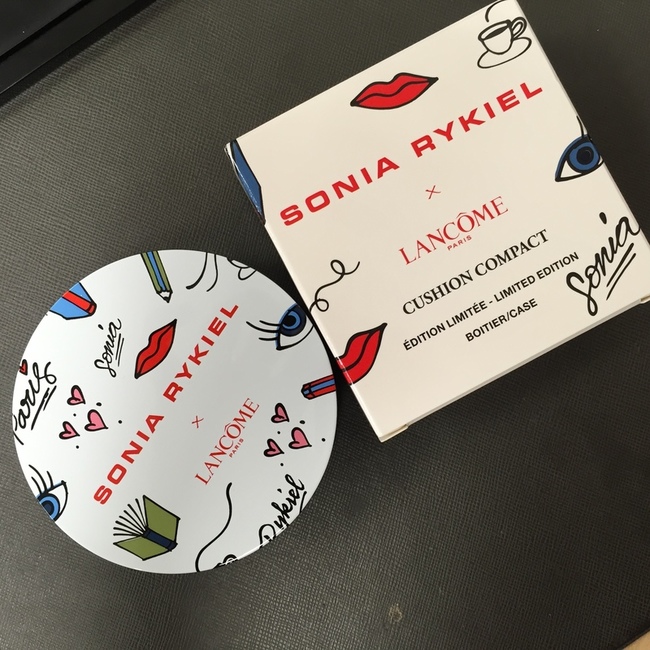 SONIA RYKIEL
×
LANCÔME
PARIS
CUSHION COMPACT
ÉDITION LIMITÉE - LIMITED EDITION
BOITIER/CASE
Sonia
Sonia
Paris
SONIA RYKIEL
×
LANCÔME
PARIS
Rykiel